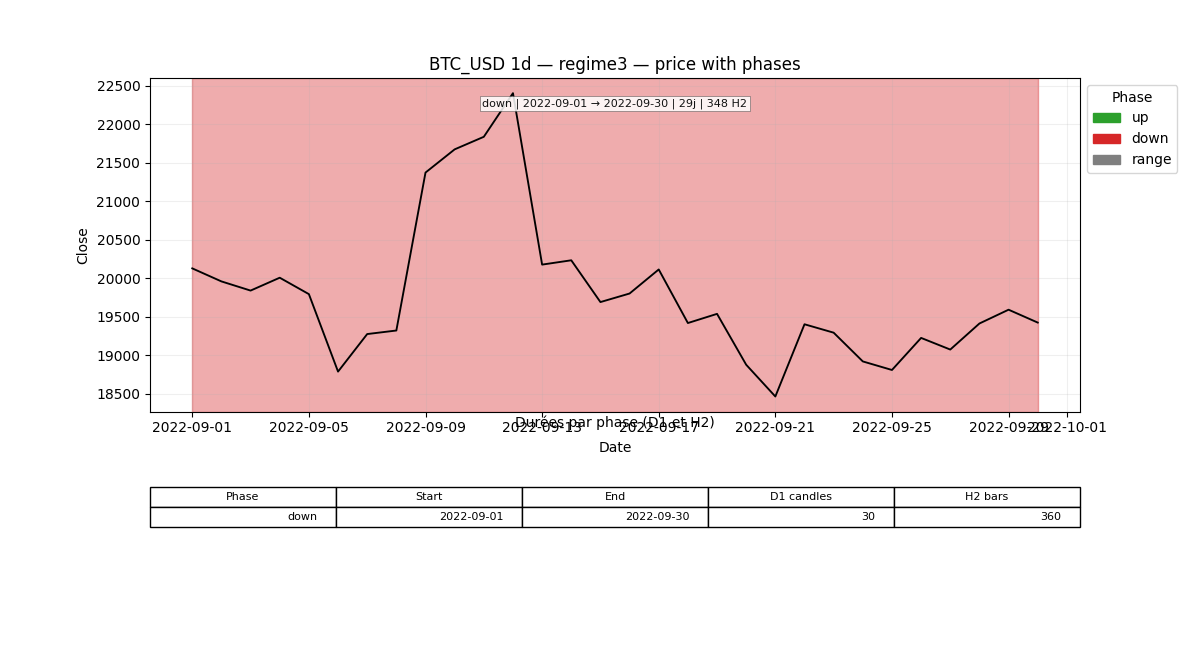 BTC_USD 1d — regime3 — price with phases
down | 2022-09-01 → 2022-09-30 | 29j | 348 H2
Phase
up
down
range
Close
22500
22000
21500
21000
20500
20000
19500
19000
18500
Durées par phase (D1 et H2)
2022-09-01 2022-09-05 2022-09-09 2022-09-13 2022-09-17 2022-09-21 2022-09-25 2022-09-29 2022-10-01
Date
Phase Start End D1 candles H2 bars
down 2022-09-01 2022-09-30 30 360